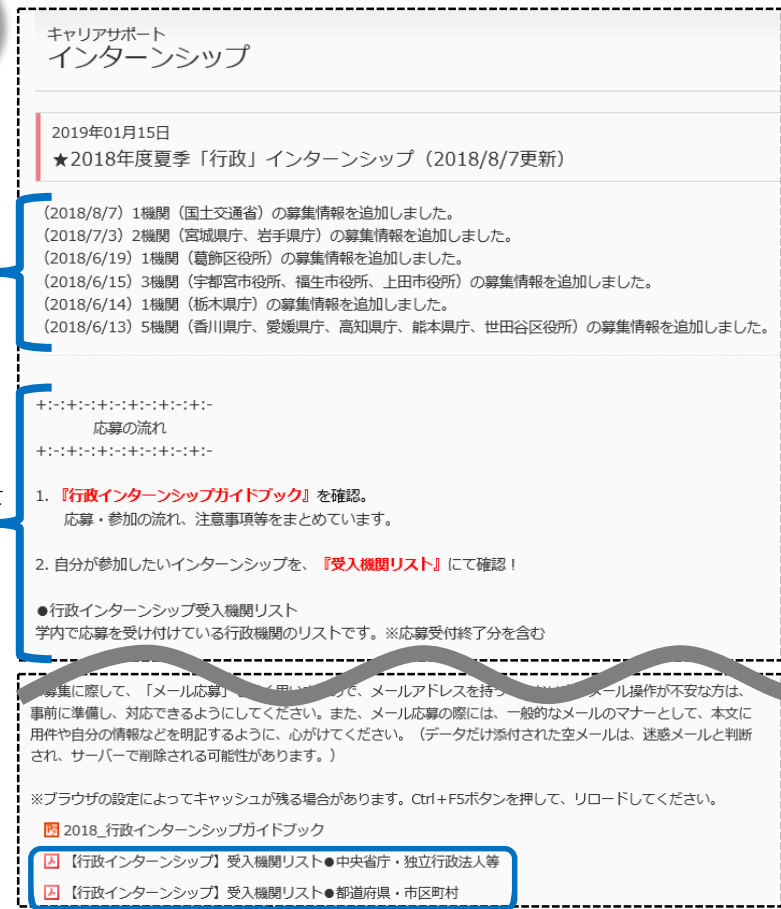 キャリアサポート
インターンシップ
2019年01月15日
★2018年度夏季「行政」インターンシップ（2018/8/7更新）
（2018/8/7）1機関（国土交通省）の募集情報を追加しました。
（2018/7/3）2機関（宮城県庁、岩手県庁）の募集情報を追加しました。
（2018/6/19）1機関（葛飾区役所）の募集情報を追加しました。
（2018/6/15）3機関（宇都宮市役所、福生市役所、上田市役所）の募集情報を追加しました。
（2018/6/14）1機関（栃木県庁）の募集情報を追加しました。
（2018/6/13）5機関（香川県庁、愛媛県庁、高知県庁、熊本県庁、世田谷区役所）の募集情報を追加しました。
+:-:+:-:+:-:+:-:+:-:+:-
応募の流れ
+:-:+:-:+:-:+:-:+:-:+:-
1. 『行政インターンシップガイドブック』を確認。
応募・参加の流れ、注意事項等をまとめています。
2. 自分が参加したいインターンシップを、『受入機関リスト』にて確認！
●行政インターンシップ受入機関リスト
学内で応募を受け付けている行政機関のリストです。※応募受付終了分を含む
募集に際して、「メール応募」で、メールアドレスを持つメール操作が不安な方は、
事前に準備し、対応できるようにしてください。また、メール応募の際には、一般的なメールのマナーとして、本文に
用件や自分の情報などを明記するように、心がけてください。（データだけ添付された空メールは、迷惑メールと判断
され、サーバーで削除される可能性があります。）
※ブラウザの設定によってキャッシュが残る場合があります。Ctrl+F5ボタンを押して、リロードしてください。
2018_行政インターンシップガイドブック
【行政インターンシップ】受入機関リスト●中央省庁・独立行政法人等
【行政インターンシップ】受入機関リスト●都道府県・市区町村